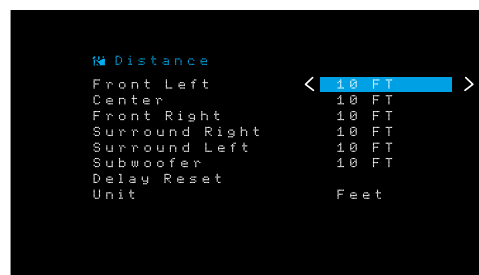 Distance
Front Left < 10 FT >
Center 10 FT
Front Right 10 FT
Surround Right 10 FT
Surround Left 10 FT
Subwoofer 10 FT
Delay Reset
Unit Feet